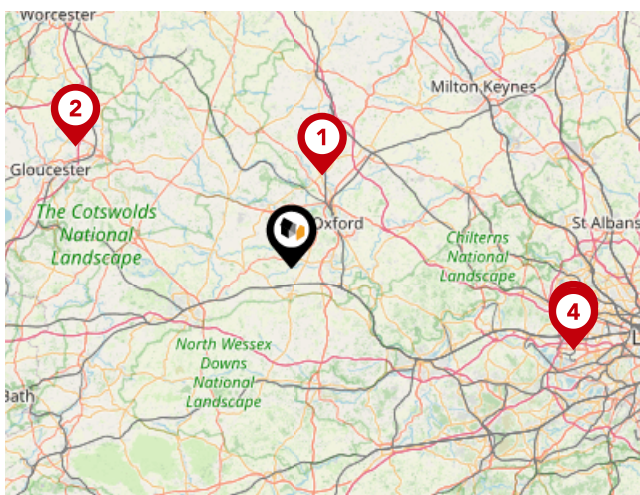 Worcester
Milton Keynes
2
1
Gloucester
The Cotswolds
National
Landscape
Oxford
St Albans
Chilterns
National
Landscape
4
L
North Wessex
Downs
National
Landscape
Bath